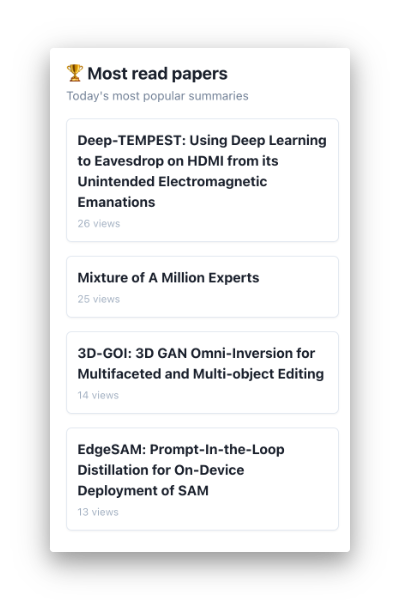 🏆 Most read papers
Today's most popular summaries
Deep-TEMPEST: Using Deep Learning
to Eavesdrop on HDMI from its
Unintended Electromagnetic
Emanations
26 views
Mixture of A Million Experts
25 views
3D-GOI: 3D GAN Omni-Inversion for
Multifaceted and Multi-object Editing
14 views
EdgeSAM: Prompt-In-the-Loop
Distillation for On-Device
Deployment of SAM
13 views